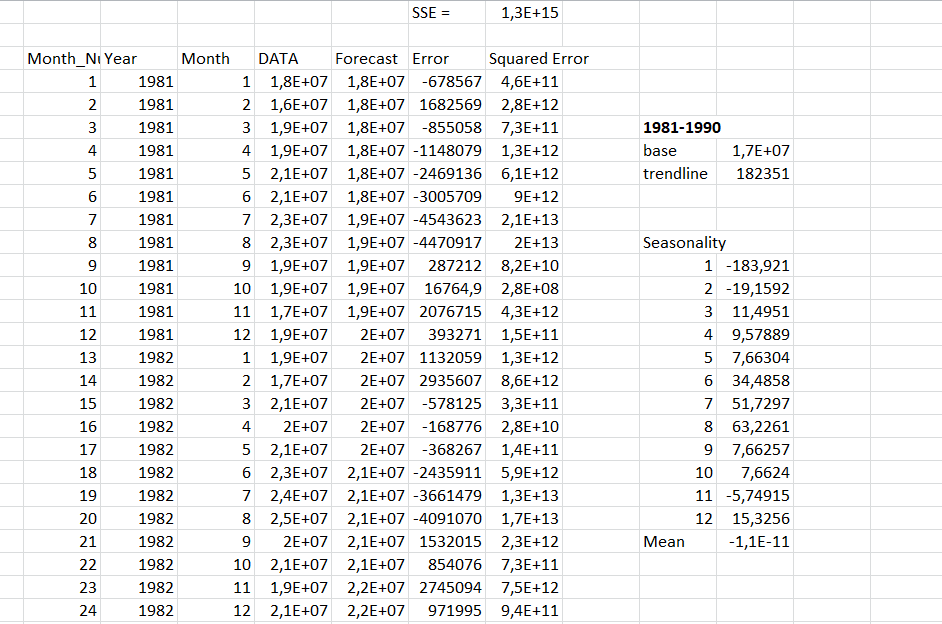 SSE = 1,3E+15
Month_Nu Year Month DATA Forecast Error Squared Error
1 1981 1 1,8E+07 1,8E+07 -678567 4,6E+11
2 1981 2 1,6E+07 1,8E+07 1682569 2,8E+12
3 1981 3 1,9E+07 1,8E+07 -855058 7,3E+11 1981-1990
4 1981 4 1,9E+07 1,8E+07 -1148079 1,3E+12 base 1,7E+07
5 1981 5 2,1E+07 1,8E+07 -2469136 6,1E+12 trendline 182351
6 1981 6 2,1E+07 1,8E+07 -3005709 9E+12
7 1981 7 2,3E+07 1,9E+07 -4543623 2,1E+13
8 1981 8 2,3E+07 1,9E+07 -4470917 2E+13 Seasonality
9 1981 9 1,9E+07 1,9E+07 287212 8,2E+10 1 -183,921
10 1981 10 1,9E+07 1,9E+07 16764,9 2,8E+08 2 -19,1592
11 1981 11 1,7E+07 1,9E+07 2076715 4,3E+12 3 11,4951
12 1981 12 1,9E+07 2E+07 393271 1,5E+11 4 9,57889
13 1982 1 1,9E+07 2E+07 1132059 1,3E+12 5 7,66304
14 1982 2 1,7E+07 2E+07 2935607 8,6E+12 6 34,4858
15 1982 3 2,1E+07 2E+07 -578125 3,3E+11 7 51,7297
16 1982 4 2E+07 2E+07 -168776 2,8E+10 8 63,2261
17 1982 5 2,1E+07 2E+07 -368267 1,4E+11 9 7,66257
18 1982 6 2,3E+07 2,1E+07 -2435911 5,9E+12 10 7,6624
19 1982 7 2,4E+07 2,1E+07 -3661479 1,3E+13 11 -5,74915
20 1982 8 2,5E+07 2,1E+07 -4091070 1,7E+13 12 15,3256
21 1982 9 2E+07 2,1E+07 1532015 2,3E+12 Mean -1,1E-11
22 1982 10 2,1E+07 2,1E+07 854076 7,3E+11
23 1982 11 1,9E+07 2,2E+07 2745094 7,5E+12
24 1982 12 2,1E+07 2,2E+07 971995 9,4E+11